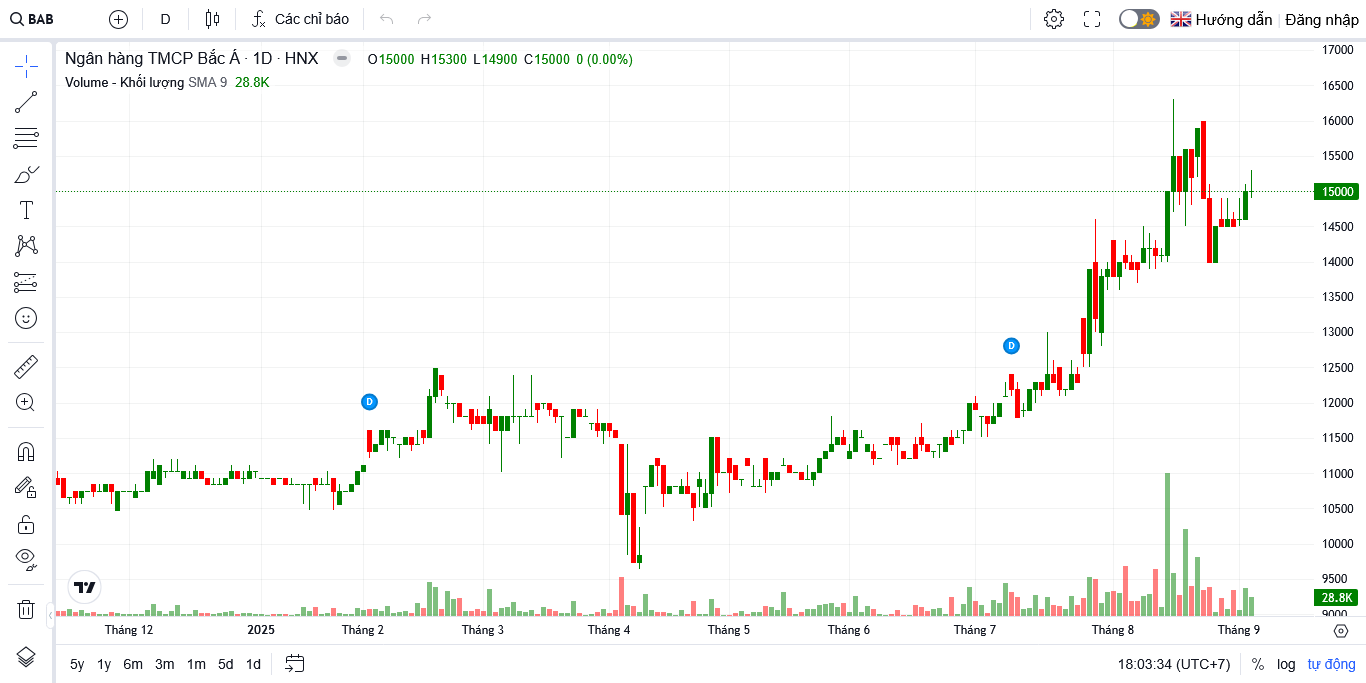 BAB D Các chỉ báo Hướng dẫn Đăng nhập
Ngân hàng TMCP Bắc Á · 1D · HNX O15000 H15300 L14900 C15000 0 (0.00%)
Volume - Khối lượng SMA 9 28.8K
17000
16500
16000
15500
15000
14500
14000
13500
13000
12500
12000
11500
11000
10500
10000
9500
28.8K
9000
D
D
Tháng 12 2025 Tháng 2 Tháng 3 Tháng 4 Tháng 5 Tháng 6 Tháng 7 Tháng 8 Tháng 9
5y 1y 6m 3m 1m 5d 1d 18:03:34 (UTC+7) % log tự động